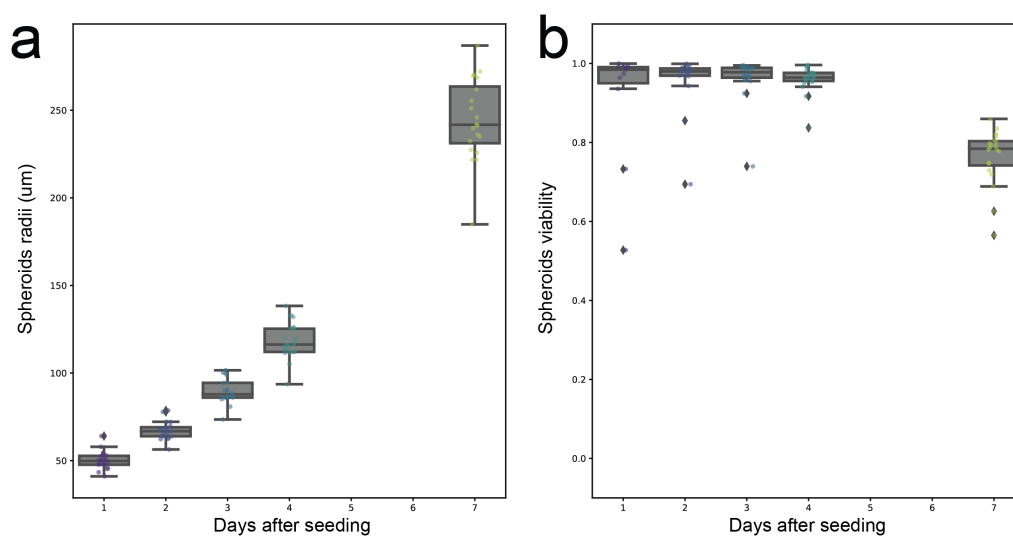 a
250
200
150
100
50
Spheroids radii (um)
1 2 3 4 5 6 7
Days after seeding
b
1.0
0.8
0.6
0.4
0.2
0.0
Spheroids viability
1 2 3 4 5 6 7
Days after seeding